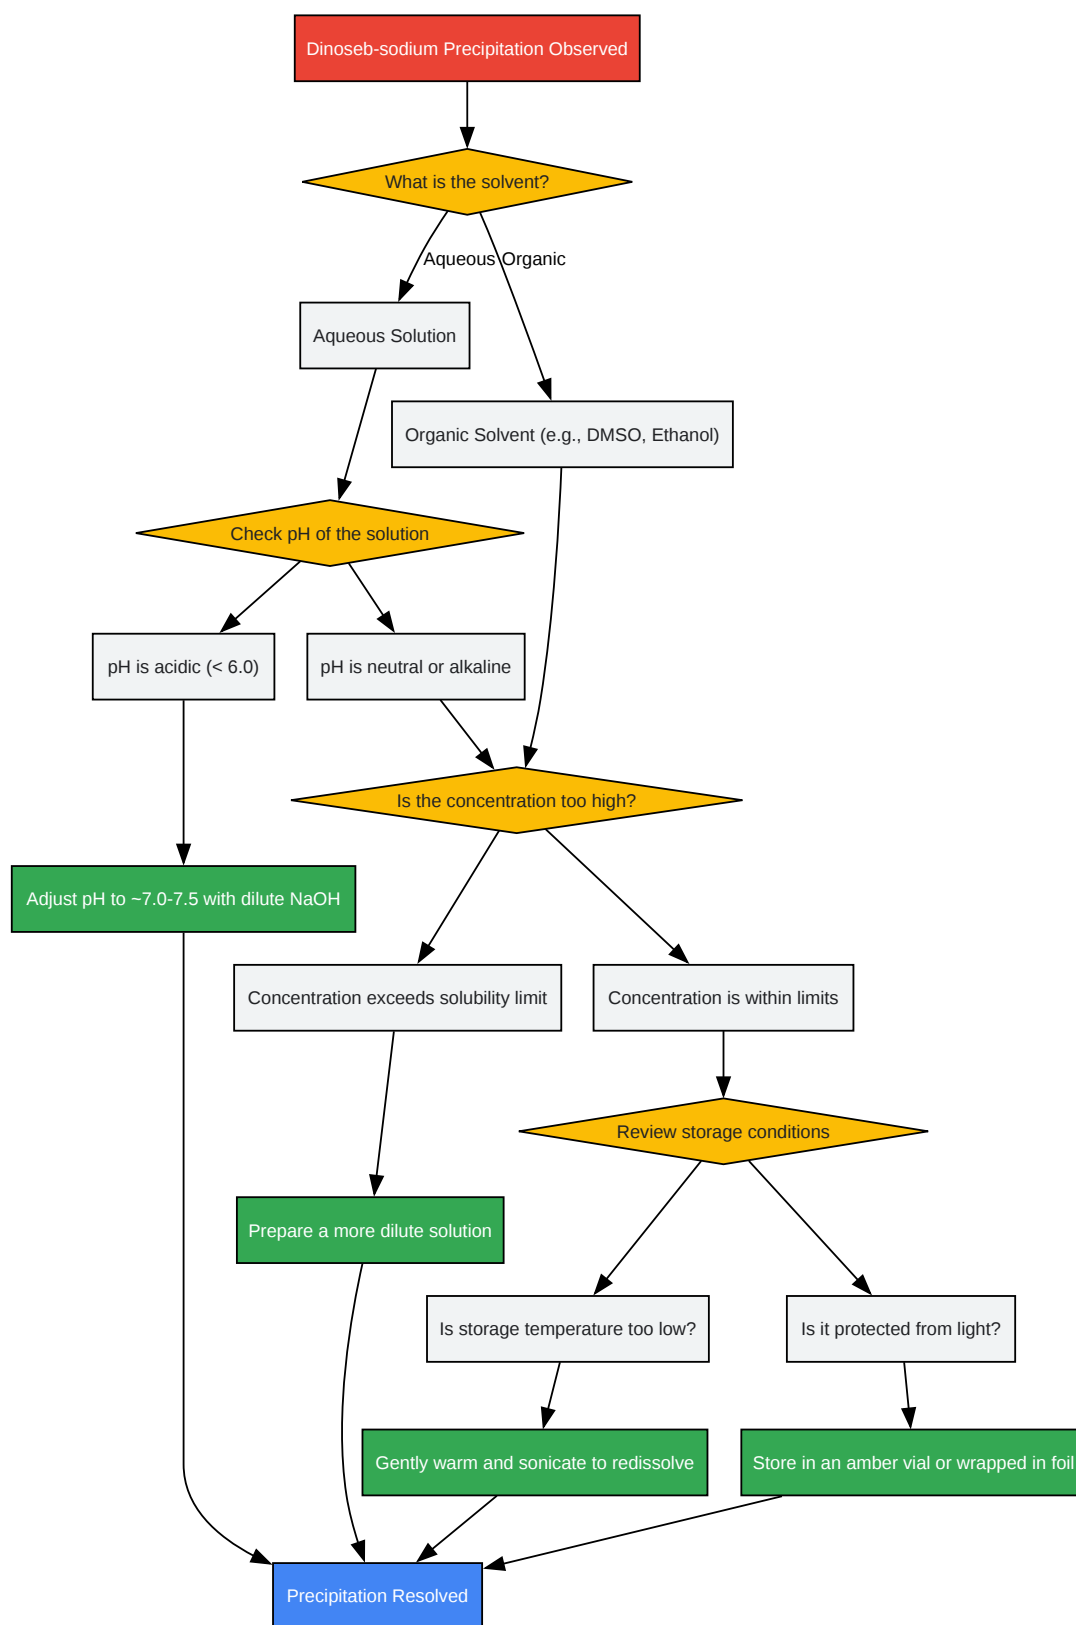 Dinoseb-sodium Precipitation Observed
What is the solvent?
Aqueous Organic
Aqueous Solution
Organic Solvent (e.g., DMSO, Ethanol)
Check pH of the solution
pH is acidic (< 6.0)
pH is neutral or alkaline
Is the concentration too high?
Adjust pH to ~7.0-7.5 with dilute NaOH
Concentration exceeds solubility limit
Concentration is within limits
Review storage conditions
Prepare a more dilute solution
Is storage temperature too low?
Is it protected from light?
Gently warm and sonicate to redissolve
Store in an amber vial or wrapped in foil
Precipitation Resolved